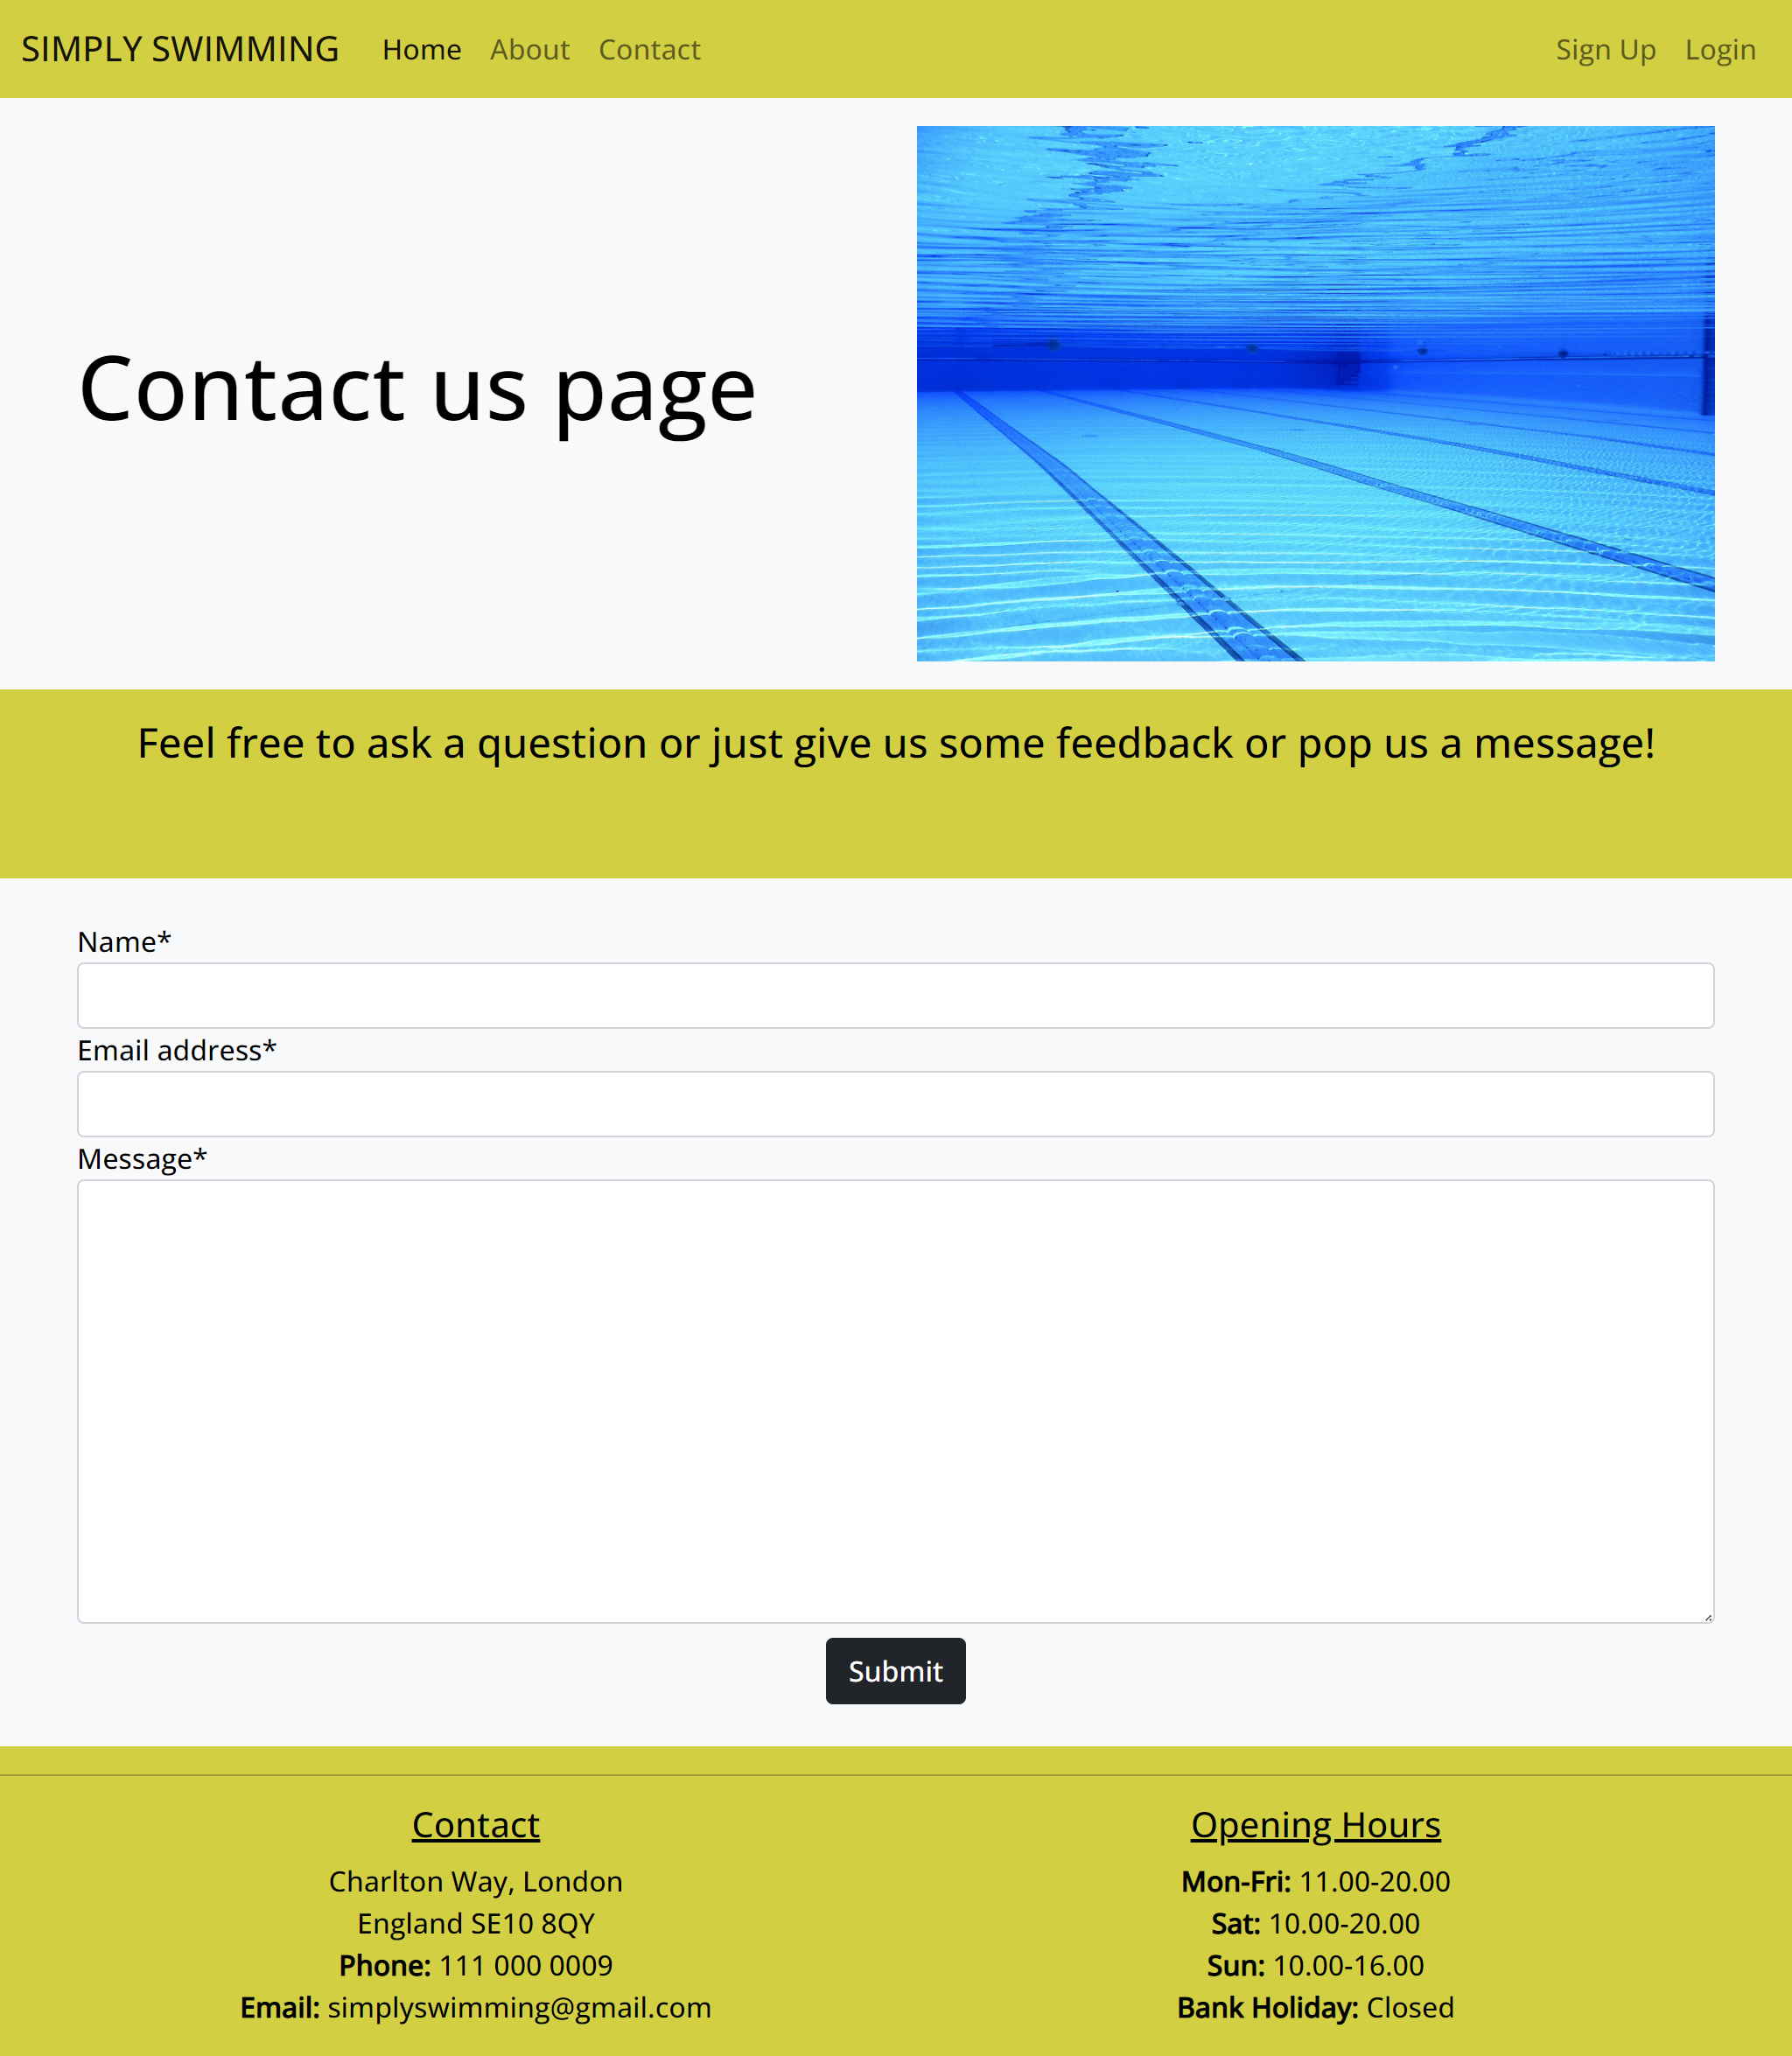 SIMPLY SWIMMING Home About Contact Sign Up Login
Contact us page
Feel free to ask a question or just give us some feedback or pop us a message!
Name*
Email address*
Message*
Submit
Contact
Charlton Way, London
England SE10 8QY
Phone: 111 000 0009
Email: simplyswimming@gmail.com
Opening Hours
Mon-Fri: 11.00-20.00
Sat: 10.00-20.00
Sun: 10.00-16.00
Bank Holiday: Closed